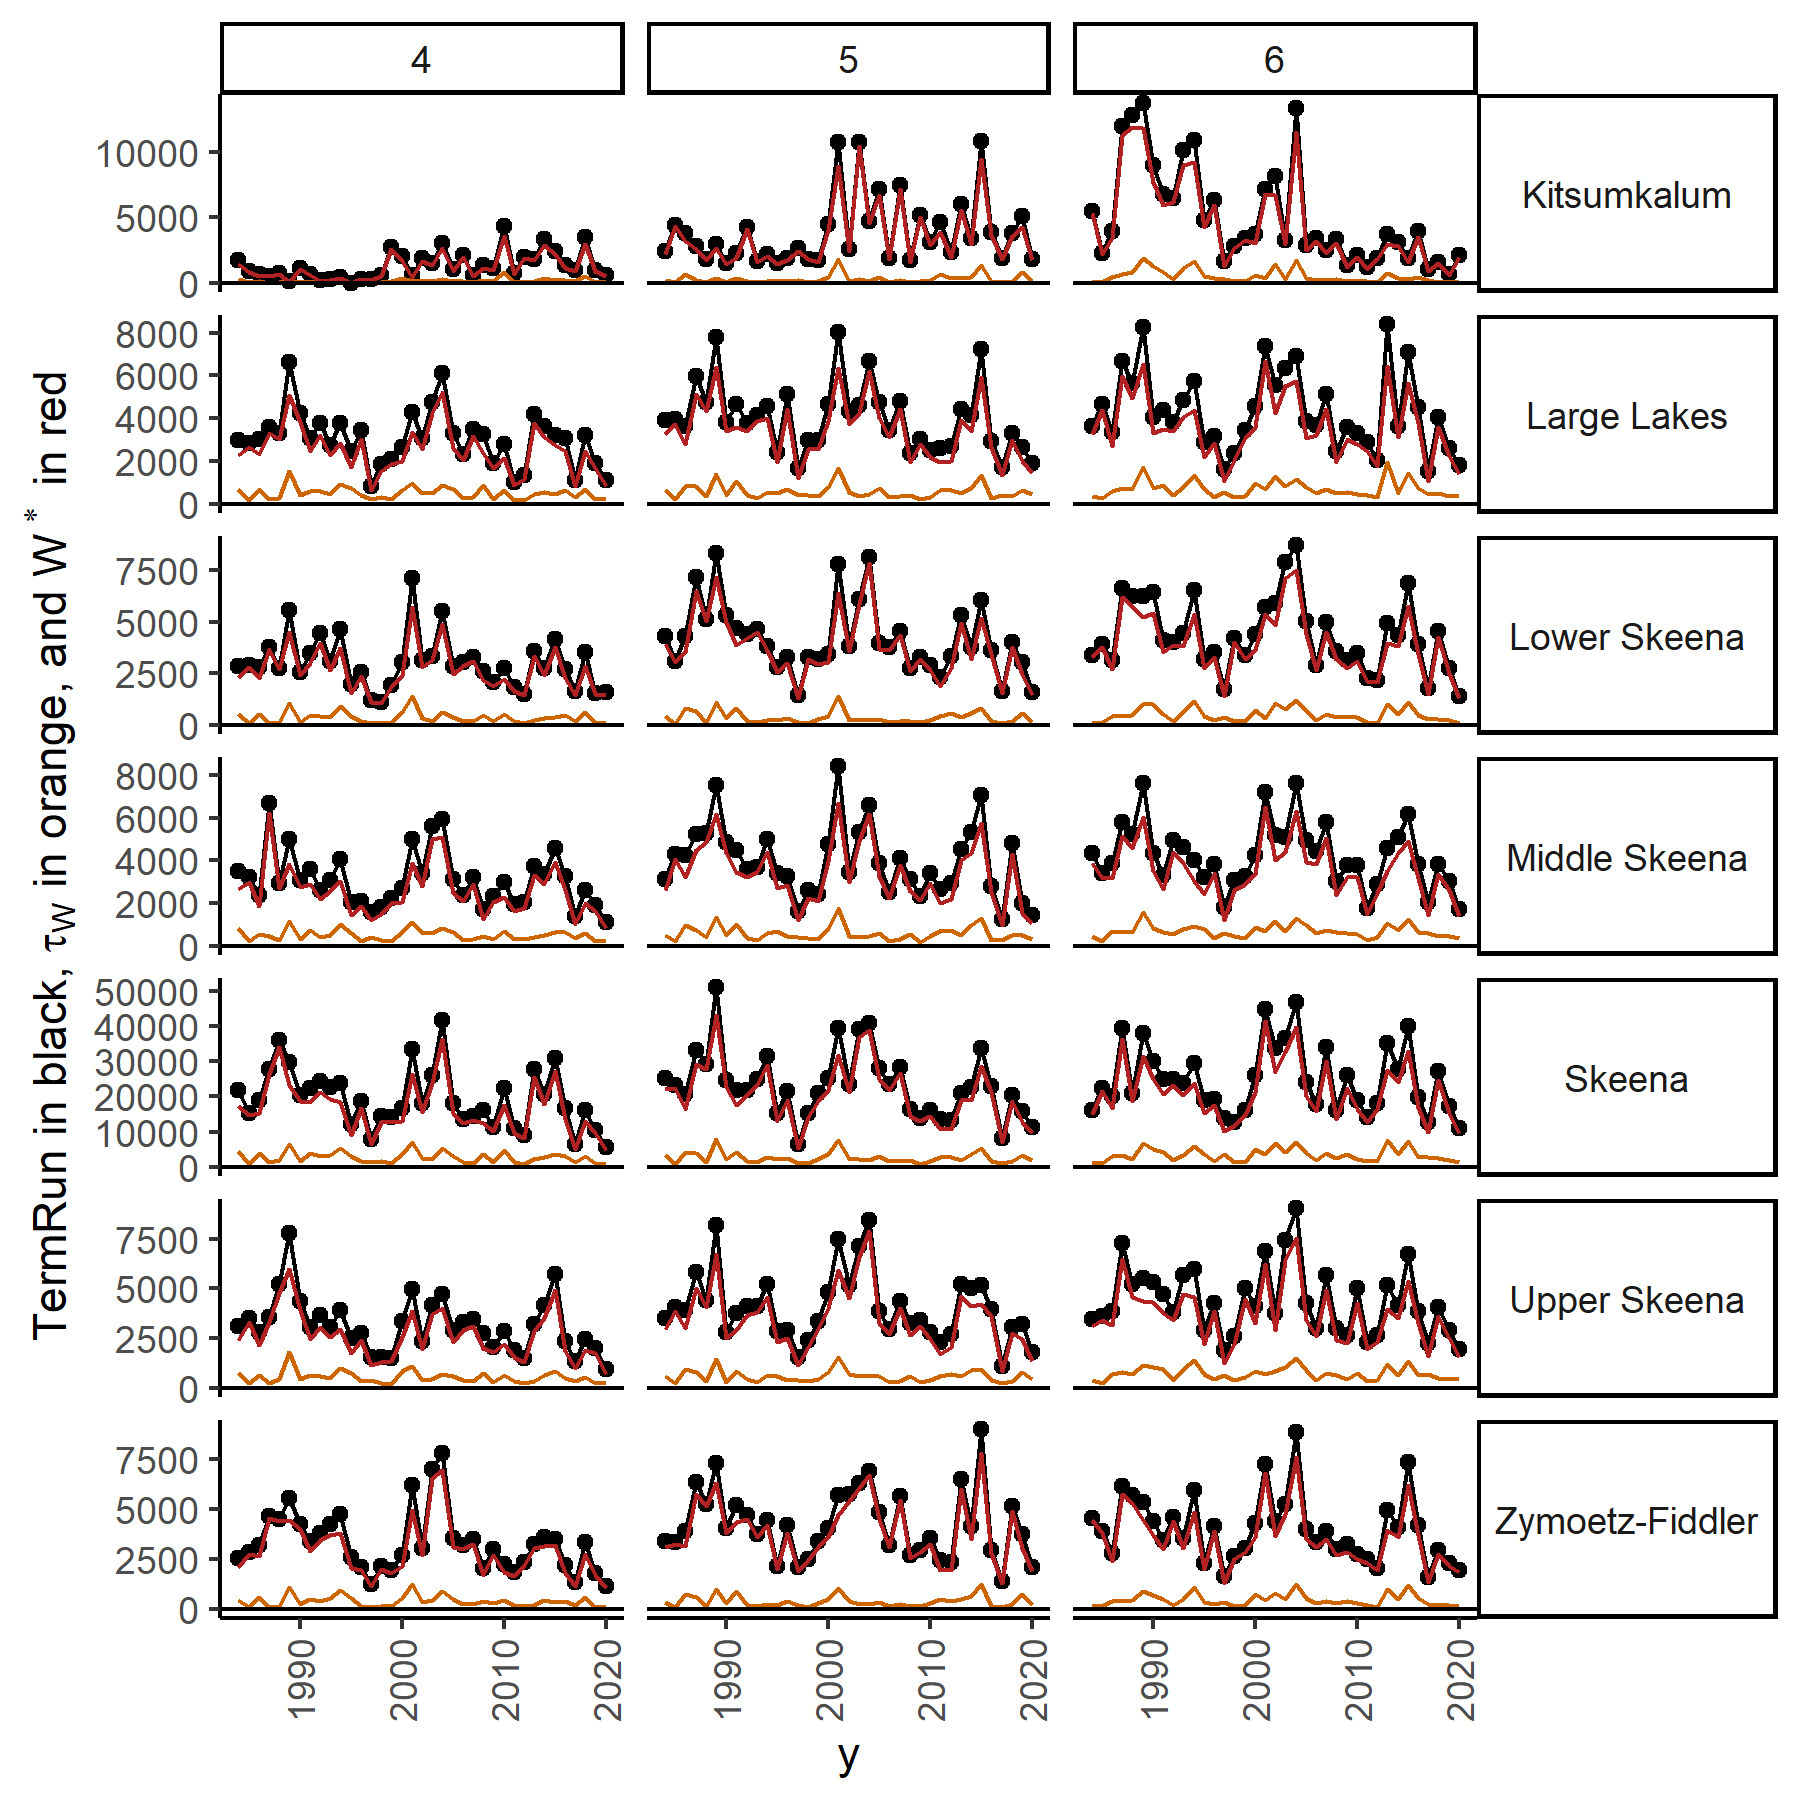 4 5 6
TermRun in black, τW in orange, and W * in red
10000
5000
0
Kitsumkalum
8000
6000
4000
2000
0
Large Lakes
7500
5000
2500
0
Lower Skeena
8000
6000
4000
2000
0
Middle Skeena
50000
40000
30000
20000
10000
0
Skeena
7500
5000
2500
0
Upper Skeena
7500
5000
2500
0
Zymoetz-Fiddler
1990 2000 2010 2020 1990 2000 2010 2020 1990 2000 2010 2020
y